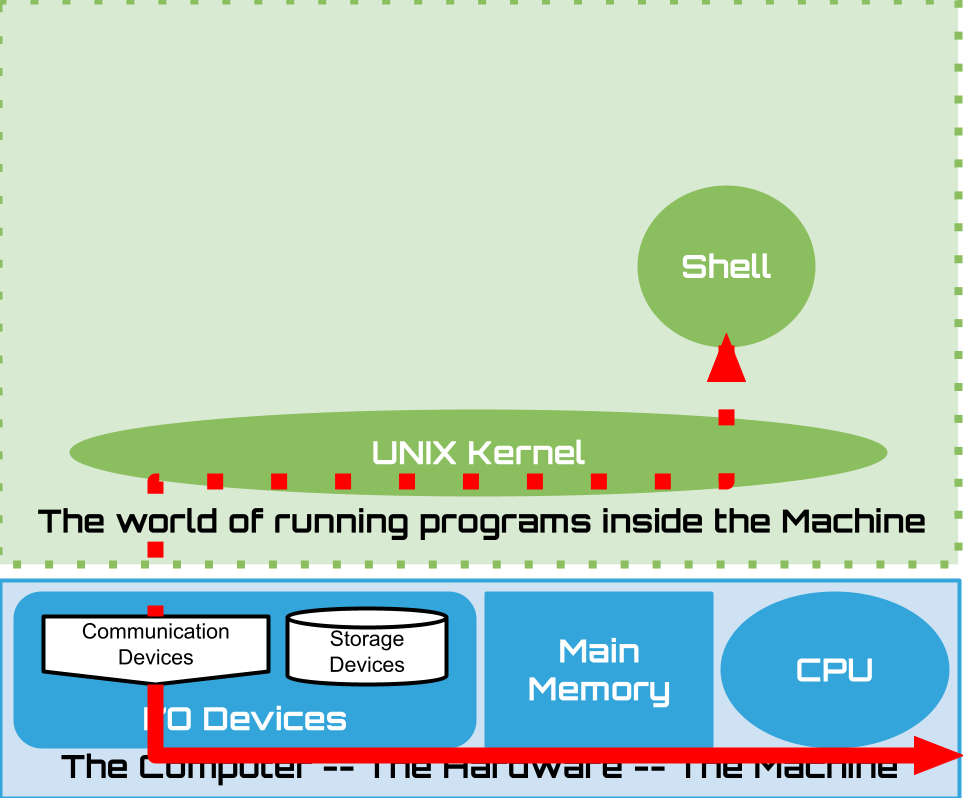 Shell
UNIX Kernel
The world of running programs inside the Machine
Communication
Devices
Storage
Devices
Main
Memory
CPU
I/O Devices
The Computer -- The Hardware -- The Machine